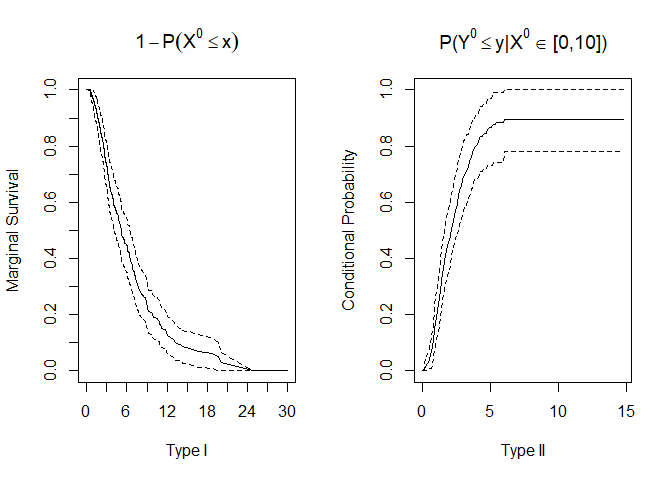 1 − P(X⁰ ≤ x)
Marginal Survival
1.0
0.8
0.6
0.4
0.2
0.0
0 6 12 18 24 30
Type I
P(Y⁰ ≤ y|X⁰ ∈ [0,10])
Conditional Probability
1.0
0.8
0.6
0.4
0.2
0.0
0 5 10 15
Type II